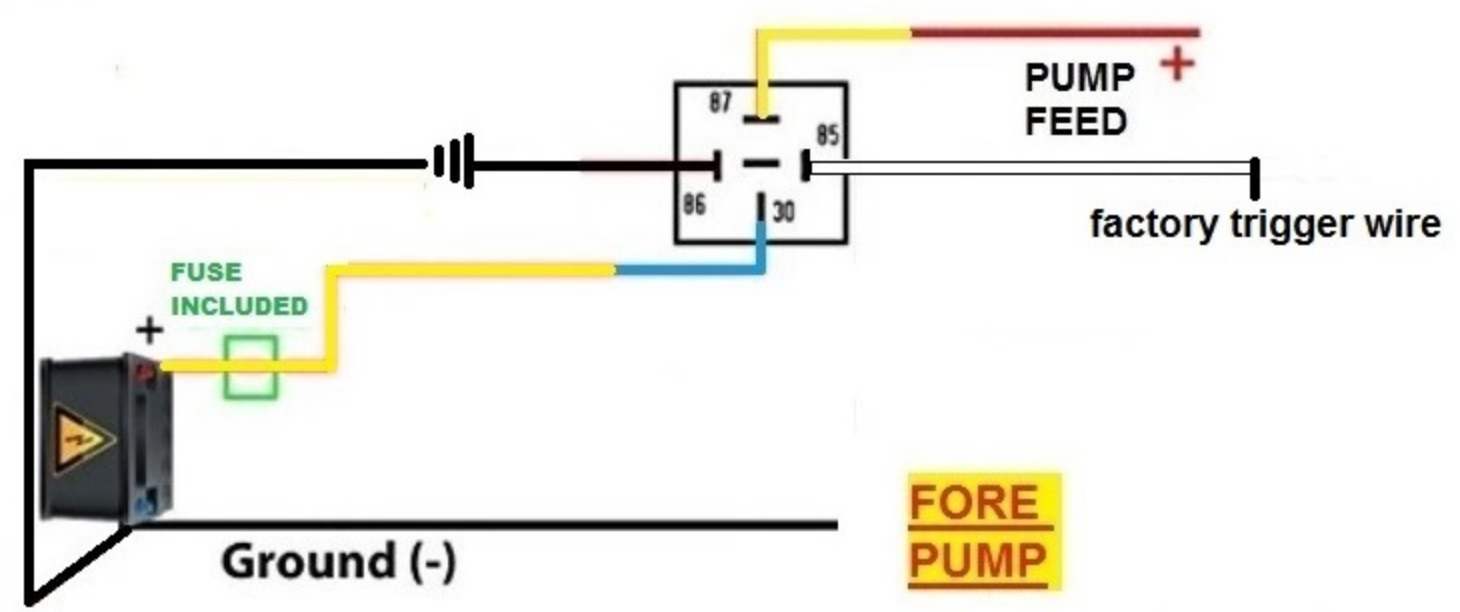 87
85
86
30
PUMP +
FEED
factory trigger wire
FUSE
INCLUDED
+
Ground (-)
FORE
PUMP